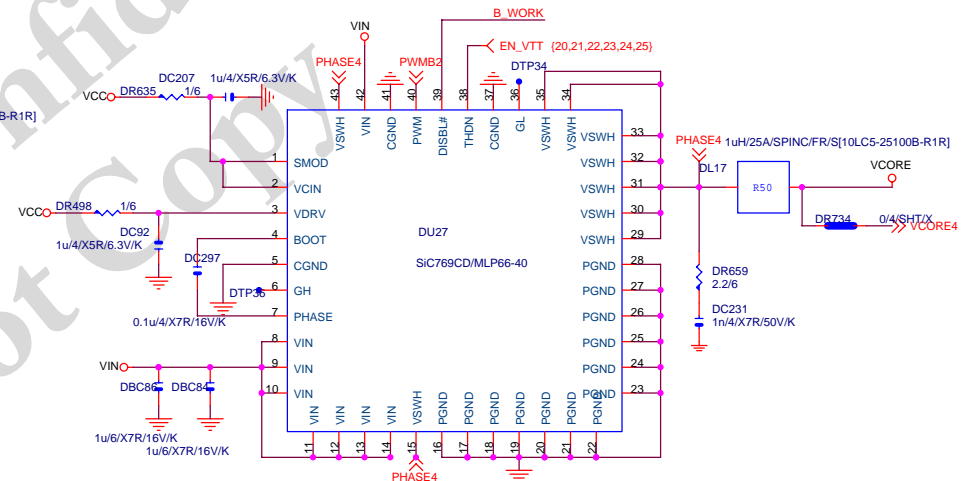 B_WORK
VIN
EN_VTT {20,21,22,23,24,25}
PHASE4
PWMB2
DTP34
DC207
1u/4/X5R/6.3V/K
VCC
DR635
1/6
B-R1R]
43
42
41
40
39
38
37
36
35
34
VSWH
VIN
CGND
PWM
DISBL#
THDN
CGND
GL
VSWH
VSWH
1
SMOD
2
VCIN
VCC
DR498
1/6
3
VDRV
DC92
1u/4/X5R/6.3V/K
4
BOOT
DC297
5
CGND
DTP36
6
GH
0.1u/4/X7R/16V/K
7
PHASE
8
VIN
VIN
9
VIN
10
VIN
DBC86
DBC84
1u/6/X7R/16V/K
1u/6/X7R/16V/K
DU27
SiC769CD/MLP66-40
VSWH
33
VSWH
32
VSWH
31
VSWH
30
VSWH
29
PGND
28
PGND
27
PGND
26
PGND
25
PGND
24
PGND
23
VIN
VIN
VIN
VIN
VSWH
PGND
PGND
PGND
PGND
PGND
PGND
PGND
11
12
13
14
15
16
17
18
19
20
21
22
PHASE4
PHASE4
1uH/25A/SPINC/FR/S[10LC5-25100B-R1R]
DL17
R50
VCORE
DR734
0/4/SHT/X
VCORE4
DR659
2.2/6
DC231
1n/4/X7R/50V/K
Copy